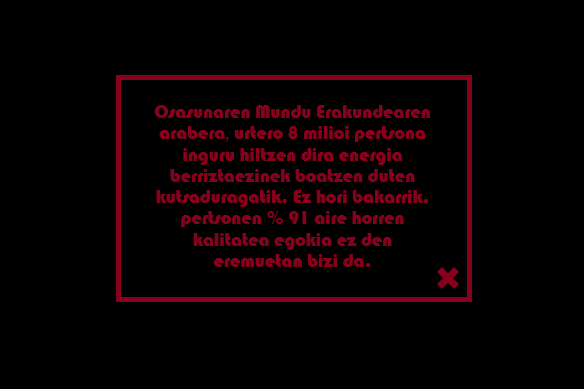 Osasunaren Mundu Erakundearen
arabera, urtero 8 milioi pertsona
inguru hiltzen dira energia
berriztaezinek boatzen duten
kutsaduragatik. Ez hori bakarrik.
pertsonen % 91 aire horren
kalitatea egokia ez den
eremuetan bizi da.